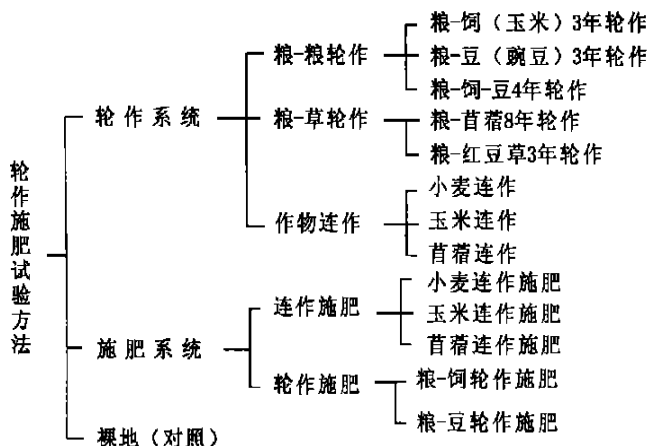 轮作施肥试验方法
轮作系统
粮-粮轮作
粮-饲(玉米)3年轮作
粮-豆(豌豆)3年轮作
粮-饲-豆4年轮作
粮-草轮作
粮-苜蓿8年轮作
粮-红豆草3年轮作
作物连作
小麦连作
玉米连作
苜蓿连作
施肥系统
连作施肥
小麦连作施肥
玉米连作施肥
苜蓿连作施肥
轮作施肥
粮-饲轮作施肥
粮-豆轮作施肥
裸地(对照)